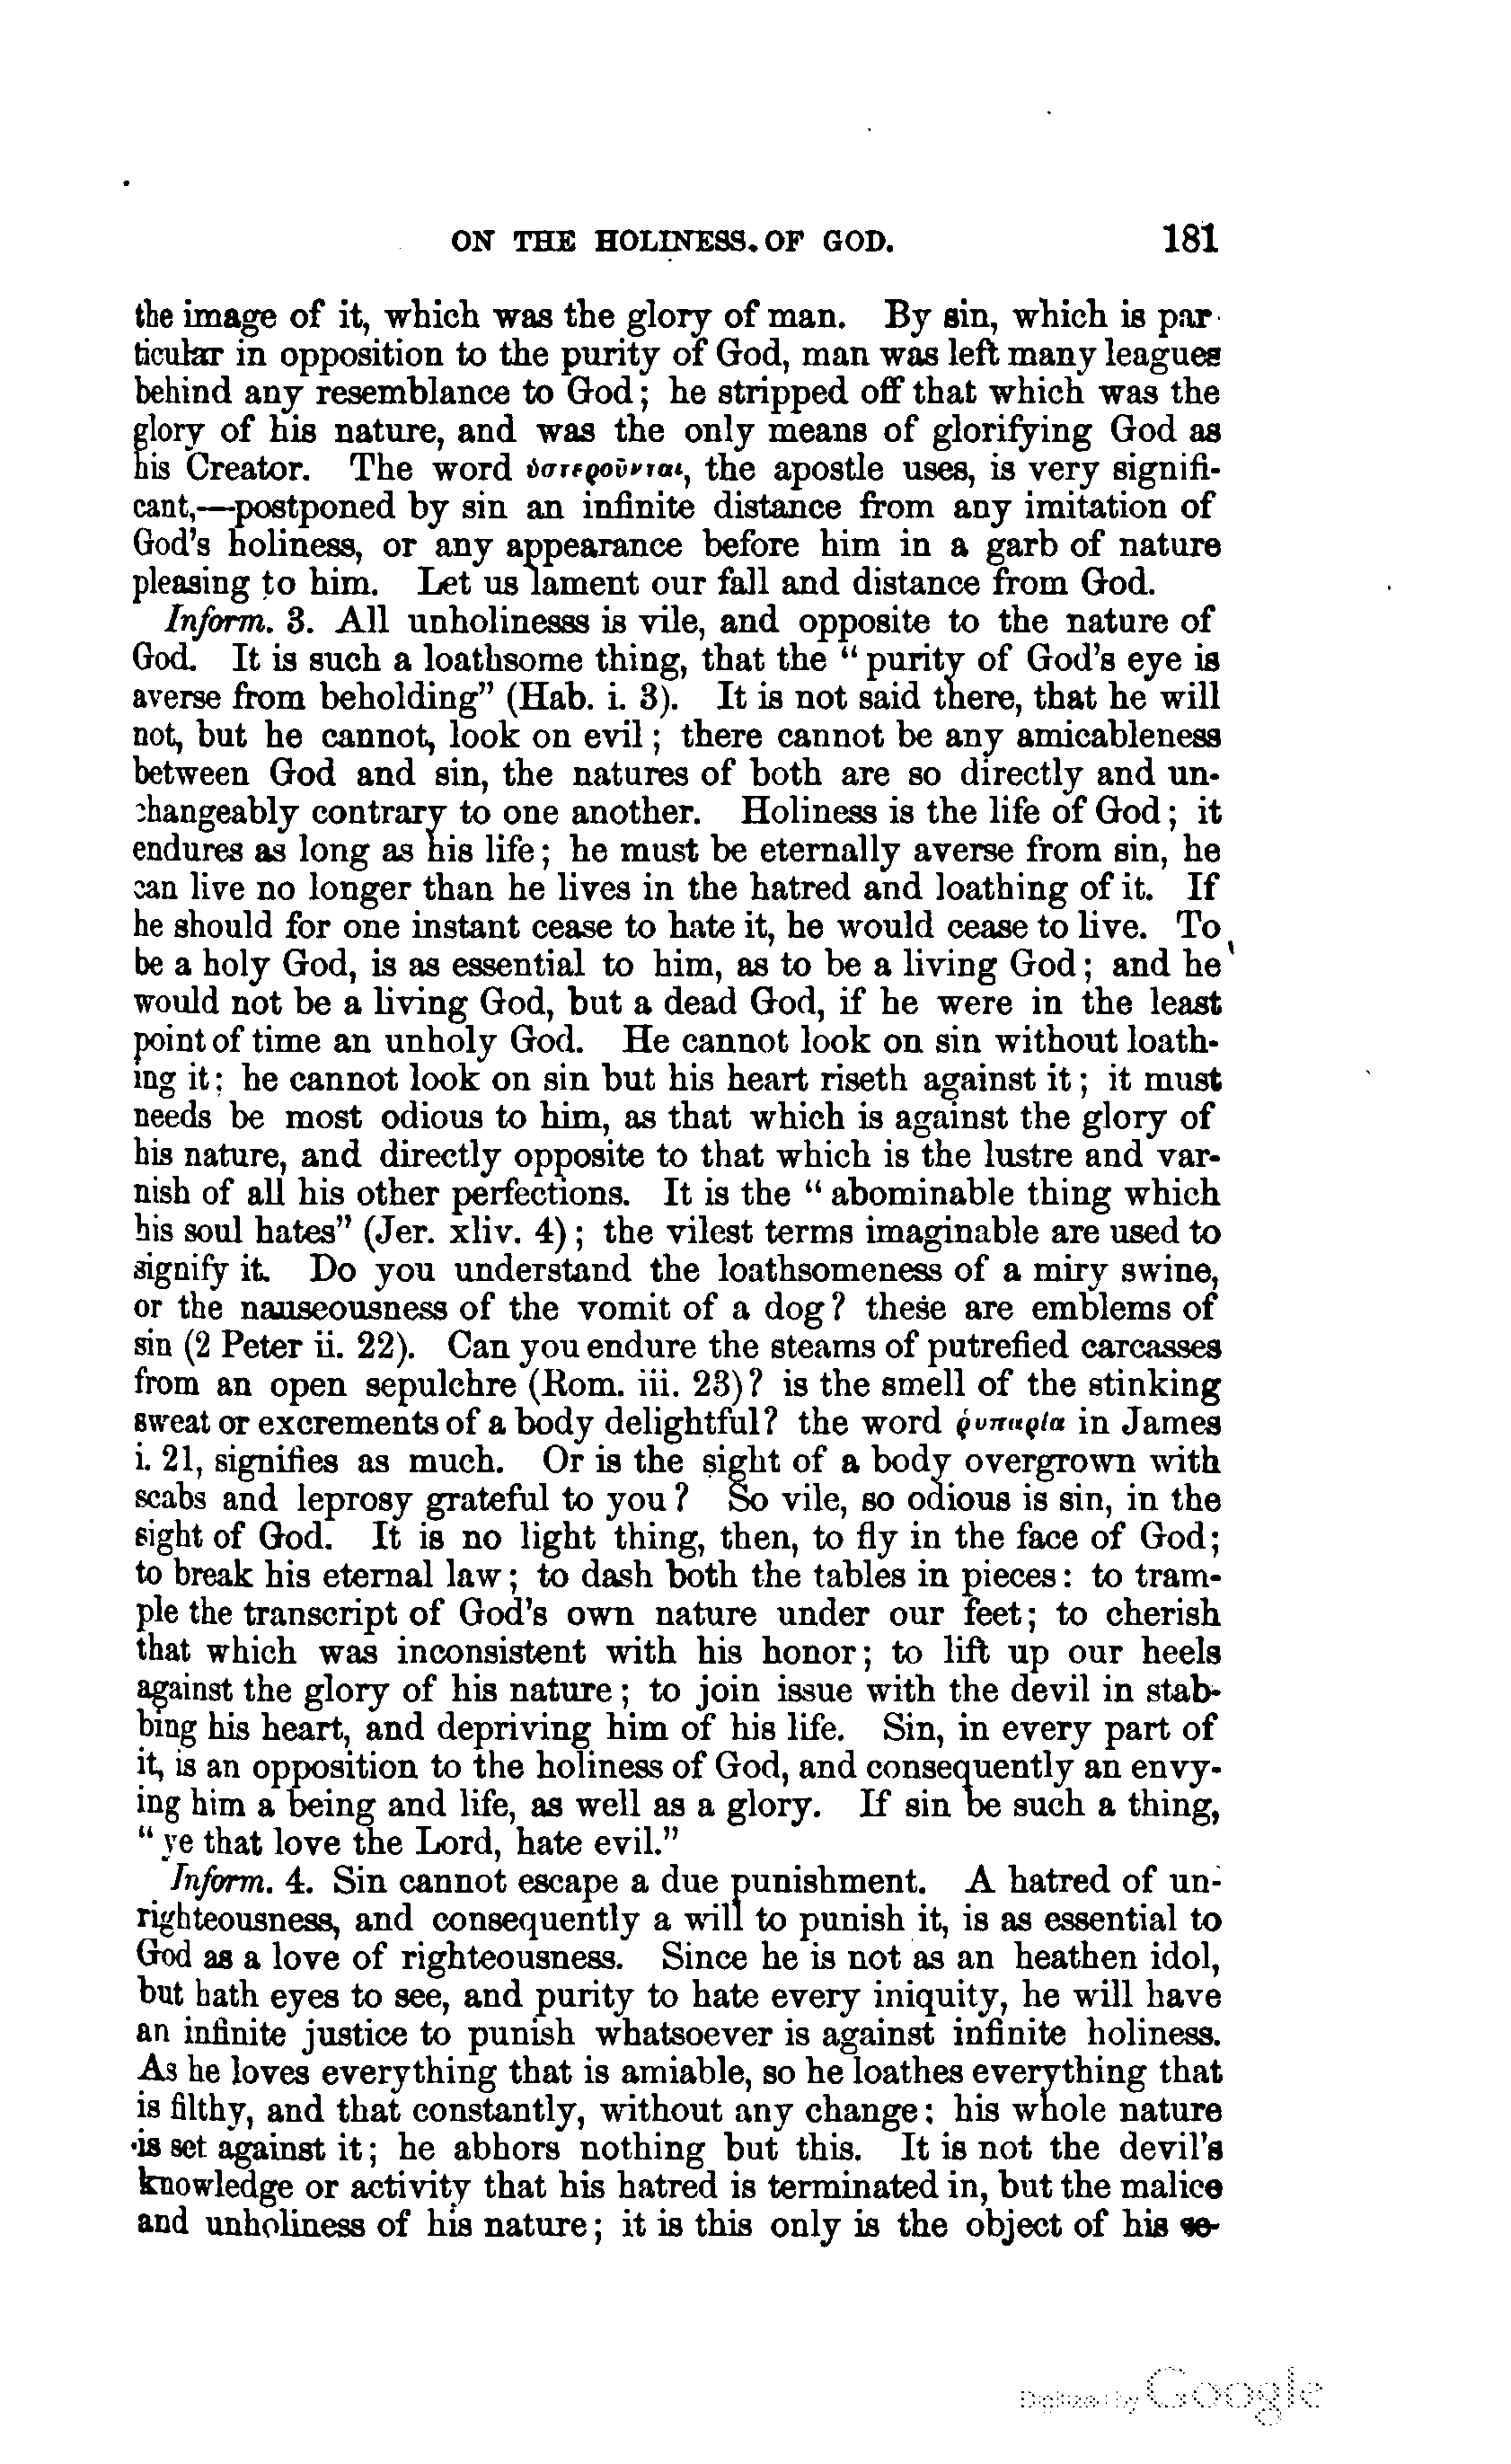 ON THE HOLINESS. OF GOD. 181
the image of it, which was the glory of man. By sin, which is par-
ticular in opposition to the purity of God, man was left many leagues
behind any resemblance to God; he stripped off that which was the
glory of his nature, and was the only means of glorifying God as
his Creator. The word ὑστεροῦνται, the apostle uses, is very signifi-
cant,—postponed by sin an infinite distance from any imitation of
God's holiness, or any appearance before him in a garb of nature
pleasing to him. Let us lament our fall and distance from God.
Inform. 3. All unholinesss is vile, and opposite to the nature of
God. It is such a loathsome thing, that the "purity of God's eye is
averse from beholding" (Hab. i. 3). It is not said there, that he will
not, but he cannot, look on evil; there cannot be any amicableness
between God and sin, the natures of both are so directly and un-
changeably contrary to one another. Holiness is the life of God; it
endures as long as his life; he must be eternally averse from sin, he
can live no longer than he lives in the hatred and loathing of it. If
he should for one instant cease to hate it, he would cease to live. To
be a holy God, is as essential to him, as to be a living God; and he
would not be a living God, but a dead God, if he were in the least
point of time an unholy God. He cannot look on sin without loath-
ing it; he cannot look on sin but his heart riseth against it; it must
needs be most odious to him, as that which is against the glory of
his nature, and directly opposite to that which is the lustre and var-
nish of all his other perfections. It is the "abominable thing which
his soul hates" (Jer. xliv. 4); the vilest terms imaginable are used to
signify it. Do you understand the loathsomeness of a miry swine,
or the nauseousness of the vomit of a dog? these are emblems of
sin (2 Peter ii. 22). Can you endure the steams of putrefied carcasses
from an open sepulchre (Rom. iii. 23)? is the smell of the stinking
sweat or excrements of a body delightful? the word ῥυπαρία in James
i. 21, signifies as much. Or is the sight of a body overgrown with
scabs and leprosy grateful to you? So vile, so odious is sin, in the
sight of God. It is no light thing, then, to fly in the face of God;
to break his eternal law; to dash both the tables in pieces: to tram-
ple the transcript of God's own nature under our feet; to cherish
that which was inconsistent with his honor; to lift up our heels
against the glory of his nature; to join issue with the devil in stab-
bing his heart, and depriving him of his life. Sin, in every part of
it, is an opposition to the holiness of God, and consequently an envy-
ing him a being and life, as well as a glory. If sin be such a thing,
"ye that love the Lord, hate evil."
Inform. 4. Sin cannot escape a due punishment. A hatred of un-
righteousness, and consequently a will to punish it, is as essential to
God as a love of righteousness. Since he is not as an heathen idol,
but hath eyes to see, and purity to hate every iniquity, he will have
an infinite justice to punish whatsoever is against infinite holiness.
As he loves everything that is amiable, so he loathes everything that
is filthy, and that constantly, without any change: his whole nature
is set against it; he abhors nothing but this. It is not the devil's
knowledge or activity that his hatred is terminated in, but the malice
and unholiness of his nature; it is this only is the object of his se-
Digitized by Google